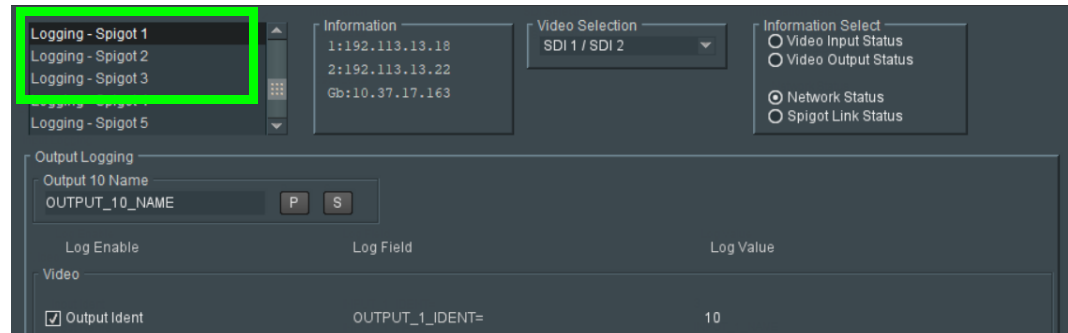 Logging - Spigot 1
Logging - Spigot 2
Logging - Spigot 3
Logging - Spigot 5
Information
1:192.113.13.18
2:192.113.13.22
Gb:10.37.17.163
Video Selection
SDI 1 / SDI 2
Information Select
Video Input Status
Video Output Status
Network Status
Spigot Link Status
Output Logging
Output 10 Name
OUTPUT_10_NAME P S
Log Enable Log Field Log Value
Video
Output Ident OUTPUT_1_IDENT= 10